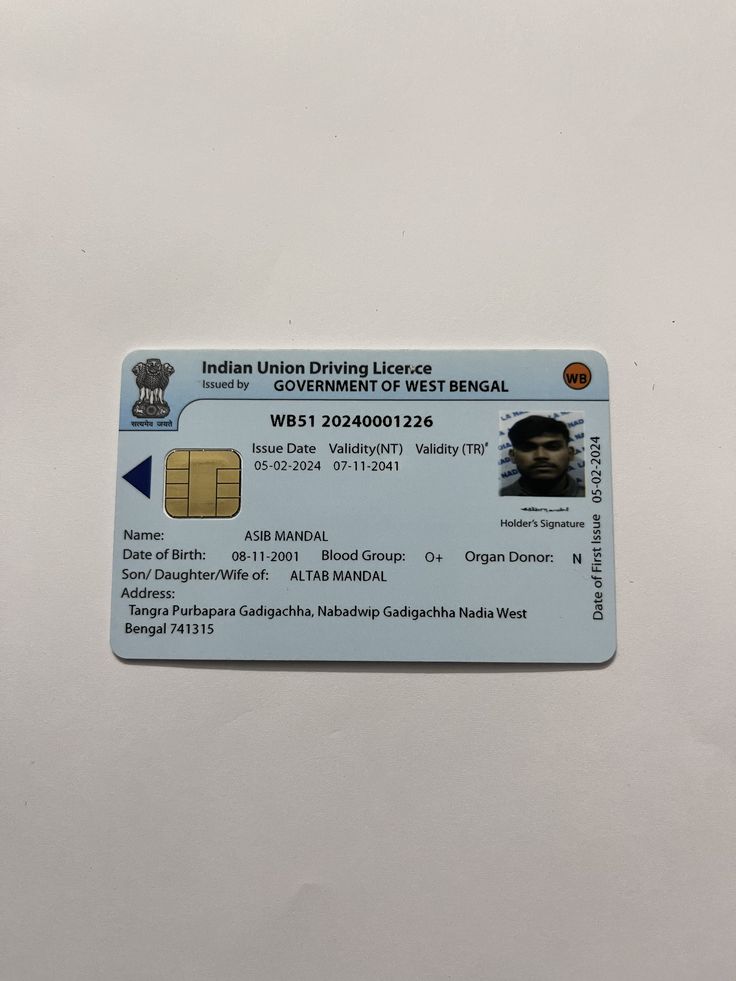 Indian Union Driving Licence
Issued by GOVERNMENT OF WEST BENGAL
WB
सत्यमेव जयते
WB51 20240001226
Issue Date Validity(NT) Validity (TR)#
05-02-2024 07-11-2041
Holder's Signature
Date of First Issue 05-02-2024
Name: ASIB MANDAL
Date of Birth: 08-11-2001 Blood Group: O+ Organ Donor: N
Son/ Daughter/Wife of: ALTAB MANDAL
Address:
Tangra Purbapara Gadigachha, Nabadwip Gadigachha Nadia West
Bengal 741315